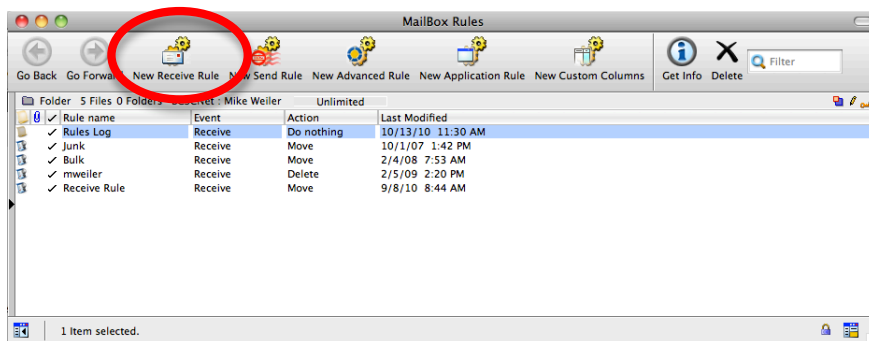 MailBox Rules
Go Back Go Forward New Receive Rule New Send Rule New Advanced Rule New Application Rule New Custom Columns Get Info Delete Filter
Folder 5 Files 0 Folders : Mike Weiler Unlimited
Rule name Event Action Last Modified
Rules Log Receive Do nothing 10/13/10 11:30 AM
Junk Receive Move 10/1/07 1:42 PM
Bulk Receive Move 2/4/08 7:53 AM
mweiler Receive Delete 2/5/09 2:20 PM
Receive Rule Receive Move 9/8/10 8:44 AM
1 Item selected.